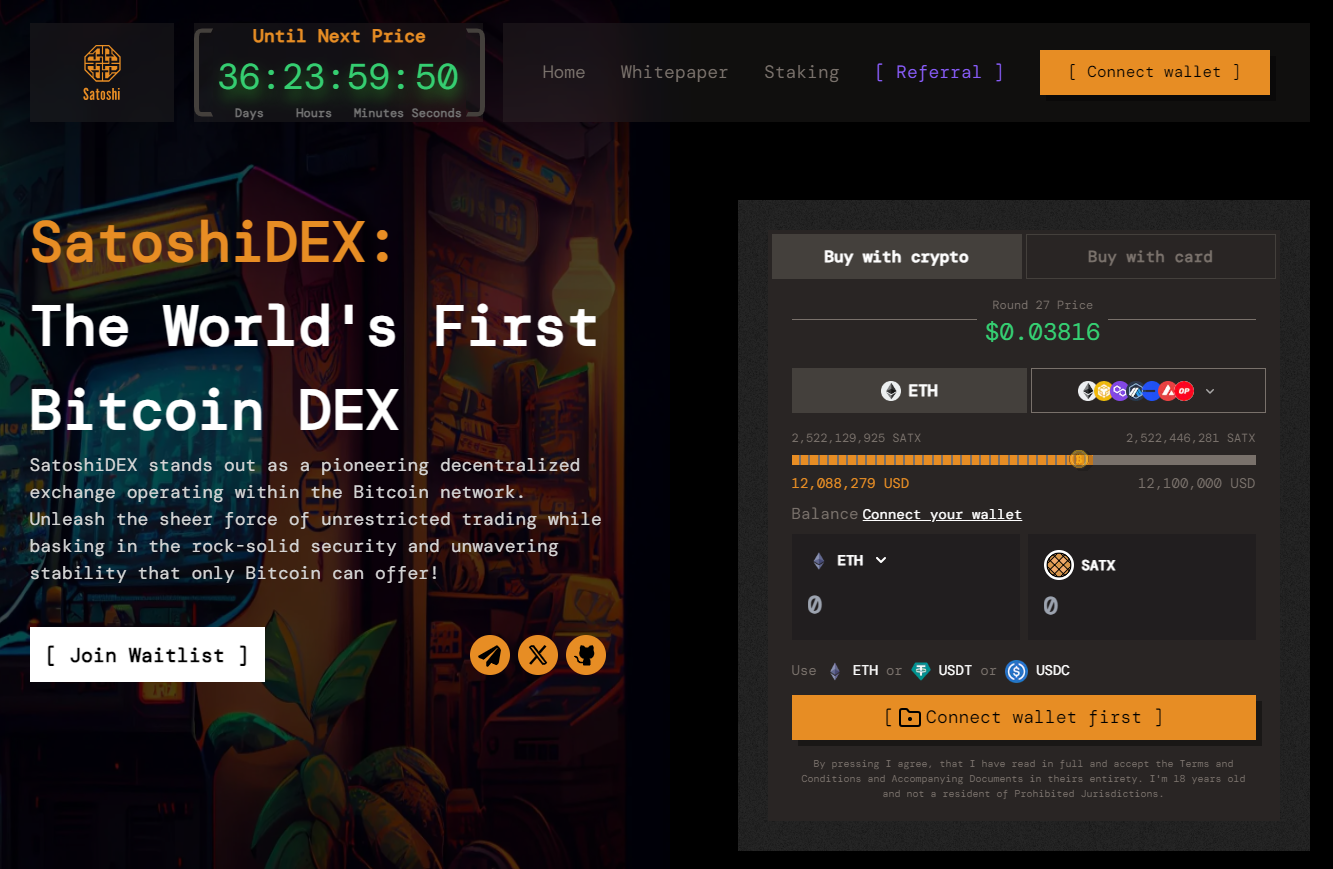 Satoshi
Until Next Price
36:23:59:50
Days Hours Minutes Seconds
Home Whitepaper Staking [ Referral ] [ Connect wallet ]
SatoshiDEX:
The World's First
Bitcoin DEX
SatoshiDEX stands out as a pioneering decentralized
exchange operating within the Bitcoin network.
Unleash the sheer force of unrestricted trading while
basking in the rock-solid security and unwavering
stability that only Bitcoin can offer!
[ Join Waitlist ]
Buy with crypto Buy with card
Round 27 Price
$0.03816
ETH
OP
2,522,129,925 SATX 2,522,446,281 SATX
12,088,279 USD 12,100,000 USD
Balance Connect your wallet
ETH SATX
0 0
Use ETH or USDT or USDC
[ Connect wallet first ]
By pressing I agree, that I have read in full and accept the Terms and
Conditions and Accompanying Documents in theirs entirety. I'm 18 years old
and not a resident of Prohibited Jurisdictions.